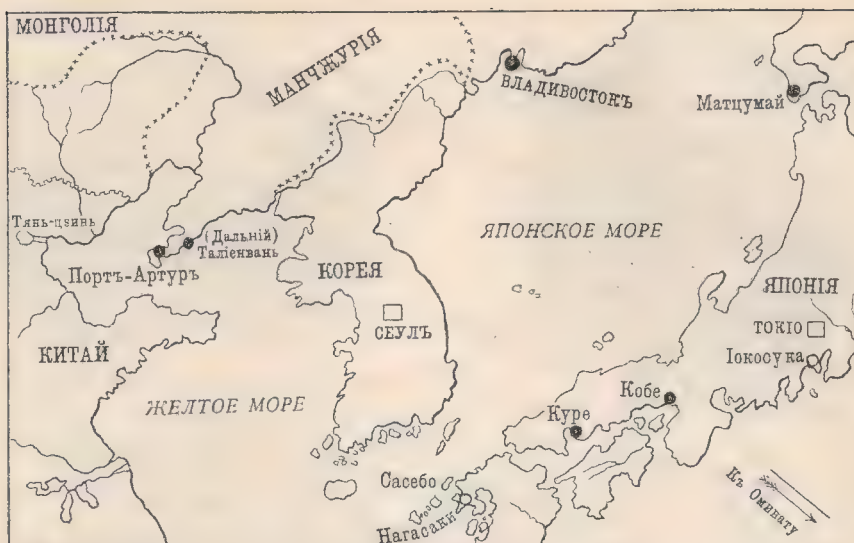 МОНГОЛІЯ
МАНЧЖУРІЯ
ВЛАДИВОСТОКЪ
Матцумай
Тянь-цзинь
(Дальній)
Таліенвань
Портъ-Артуръ
КОРЕЯ
ЯПОНСКОЕ МОРЕ
ЯПОНІЯ
ТОКІО
СЕУЛЪ
КИТАЙ
Іокосука
ЖЕЛТОЕ МОРЕ
Кобе
Куре
Сасебо
Нагасаки
Къ Омивату